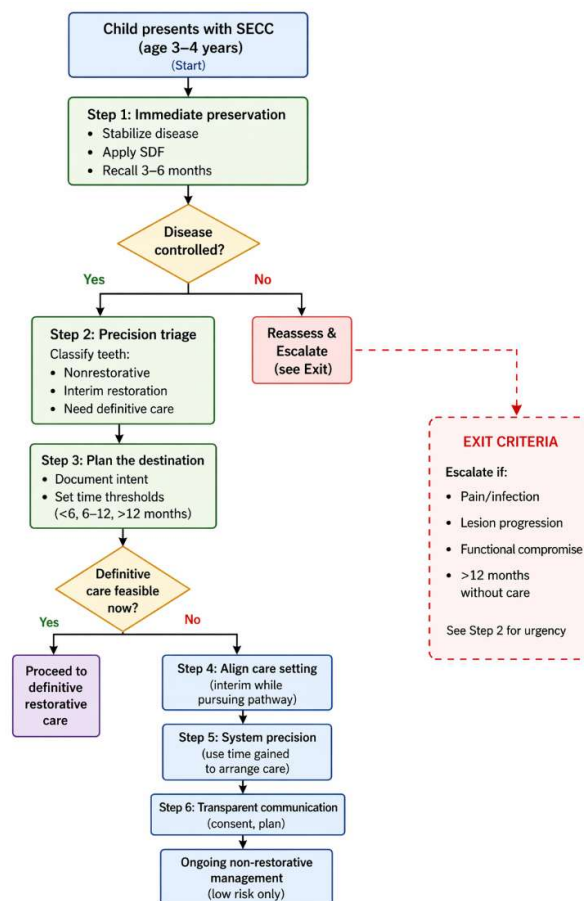 Child presents with SECC
(age 3–4 years)
(Start)
Step 1: Immediate preservation
• Stabilize disease
• Apply SDF
• Recall 3–6 months
Disease
controlled?
Yes
No
Step 2: Precision triage
Classify teeth:
• Nonrestorative
• Interim restoration
• Need definitive care
Reassess &
Escalate
(see Exit)
Step 3: Plan the destination
• Document intent
• Set time thresholds
(<6, 6–12, >12 months)
EXIT CRITERIA
Escalate if:
• Pain/infection
• Lesion progression
• Functional compromise
• >12 months
without care
See Step 2 for urgency
Definitive
care feasible
now?
Yes
No
Proceed to
definitive
restorative
care
Step 4: Align care setting
(interim while
pursuing pathway)
Step 5: System precision
(use time gained
to arrange care)
Step 6: Transparent communication
(consent, plan)
Ongoing non-restorative
management
(low risk only)